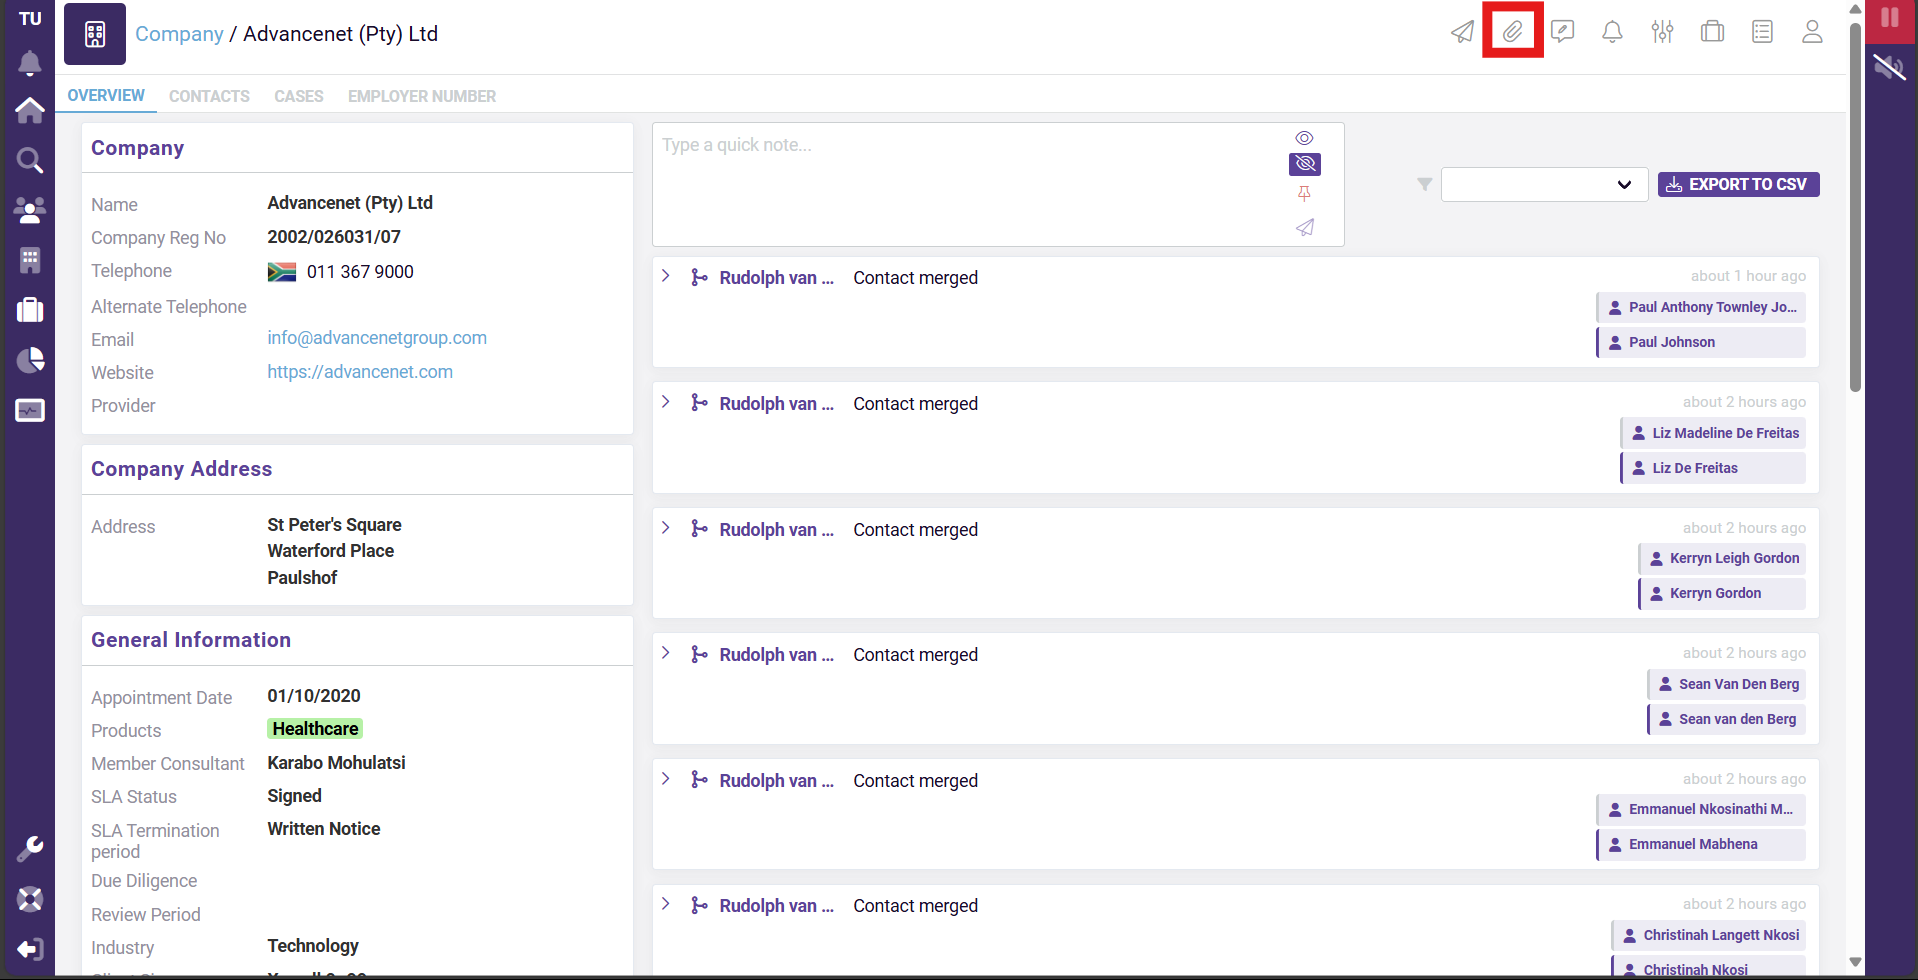 TU
Company / Advancenet (Pty) Ltd
OVERVIEW CONTACTS CASES EMPLOYER NUMBER
Company
Name Advancenet (Pty) Ltd
Company Reg No 2002/026031/07
Telephone 011 367 9000
Alternate Telephone
Email info@advancenetgroup.com
Website https://advancenet.com
Provider
Company Address
Address St Peter's Square
Waterford Place
Paulshof
General Information
Appointment Date 01/10/2020
Products Healthcare
Member Consultant Karabo Mohulatsi
SLA Status Signed
SLA Termination period Written Notice
Due Diligence
Review Period
Industry Technology
Type a quick note...
EXPORT TO CSV
Rudolph van ... Contact merged about 1 hour ago
Paul Anthony Townley Jo...
Paul Johnson
Rudolph van ... Contact merged about 2 hours ago
Liz Madeline De Freitas
Liz De Freitas
Rudolph van ... Contact merged about 2 hours ago
Kerryn Leigh Gordon
Kerryn Gordon
Rudolph van ... Contact merged about 2 hours ago
Sean Van Den Berg
Sean van den Berg
Rudolph van ... Contact merged about 2 hours ago
Emmanuel Nkosinathi M...
Emmanuel Mabhena
Rudolph van ... Contact merged about 2 hours ago
Christinah Langett Nkosi
Christinah Nkosi